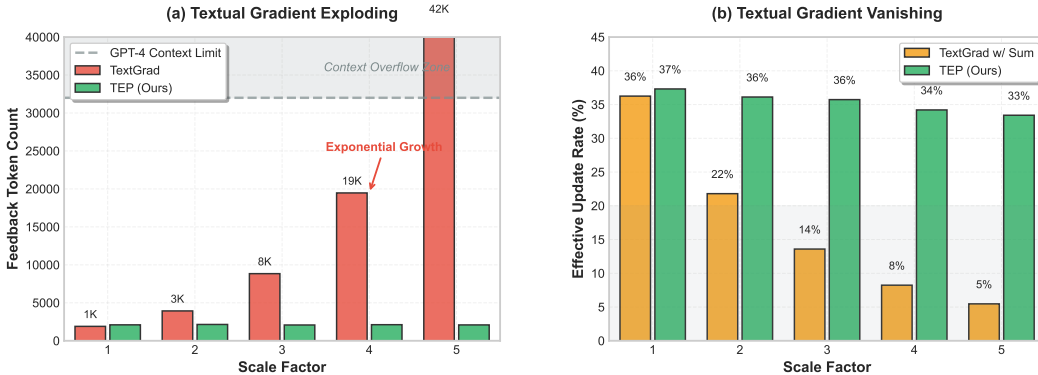 (a) Textual Gradient Exploding
42K
40000
35000
30000
25000
20000
15000
10000
5000
0
Feedback Token Count
GPT-4 Context Limit
TextGrad
TEP (Ours)
Context Overflow Zone
Exponential Growth
1K
3K
8K
19K
1 2 3 4 5
Scale Factor
(b) Textual Gradient Vanishing
45
40
35
30
25
20
15
10
5
0
Effective Update Rate (%)
TextGrad w/ Sum
TEP (Ours)
36% 37%
22% 36%
14% 36%
8% 34%
5% 33%
1 2 3 4 5
Scale Factor